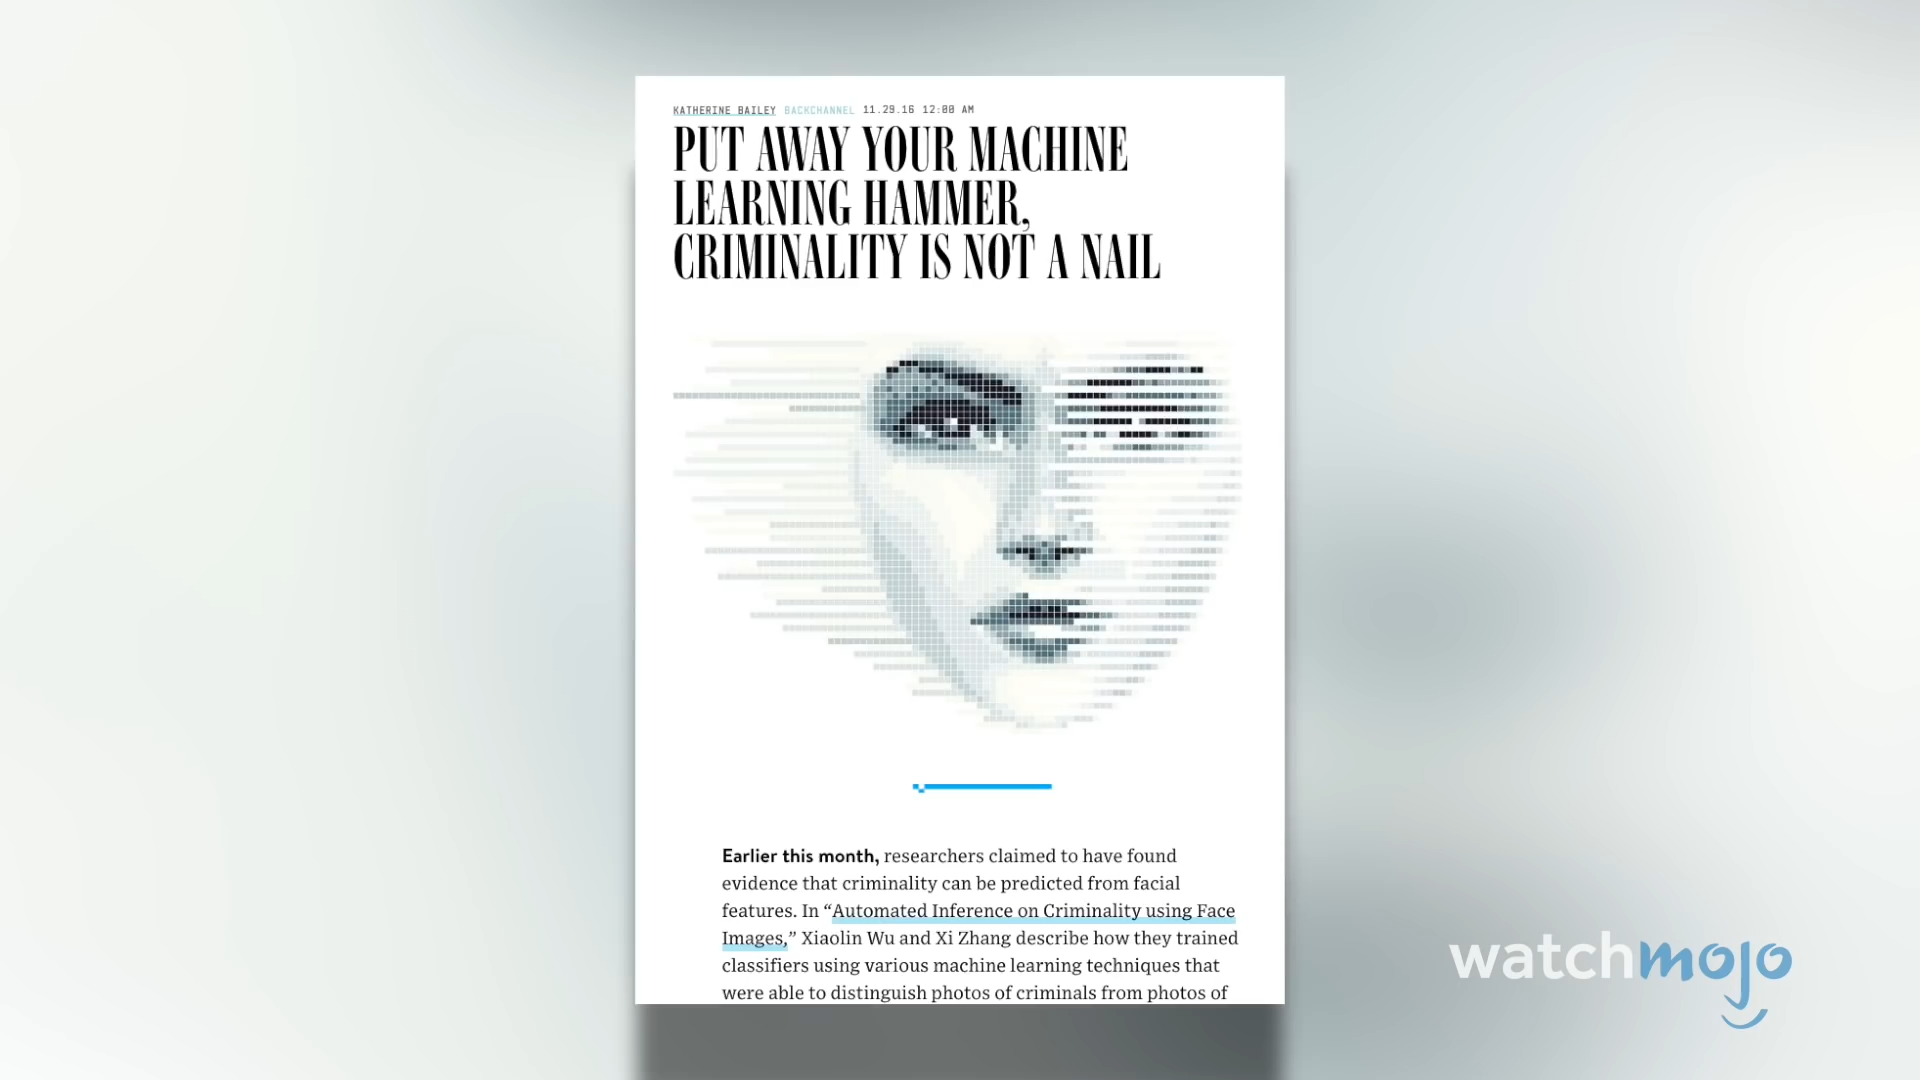 KATHERINE BAILEY BACKCHANNEL 11.29.16 12:00 AM
PUT AWAY YOUR MACHINE
LEARNING HAMMER,
CRIMINALITY IS NOT A NAIL
Earlier this month, researchers claimed to have found
evidence that criminality can be predicted from facial
features. In “Automated Inference on Criminality using Face
Images,” Xiaolin Wu and Xi Zhang describe how they trained
classifiers using various machine learning techniques that
were able to distinguish photos of criminals from photos of
watchmojo